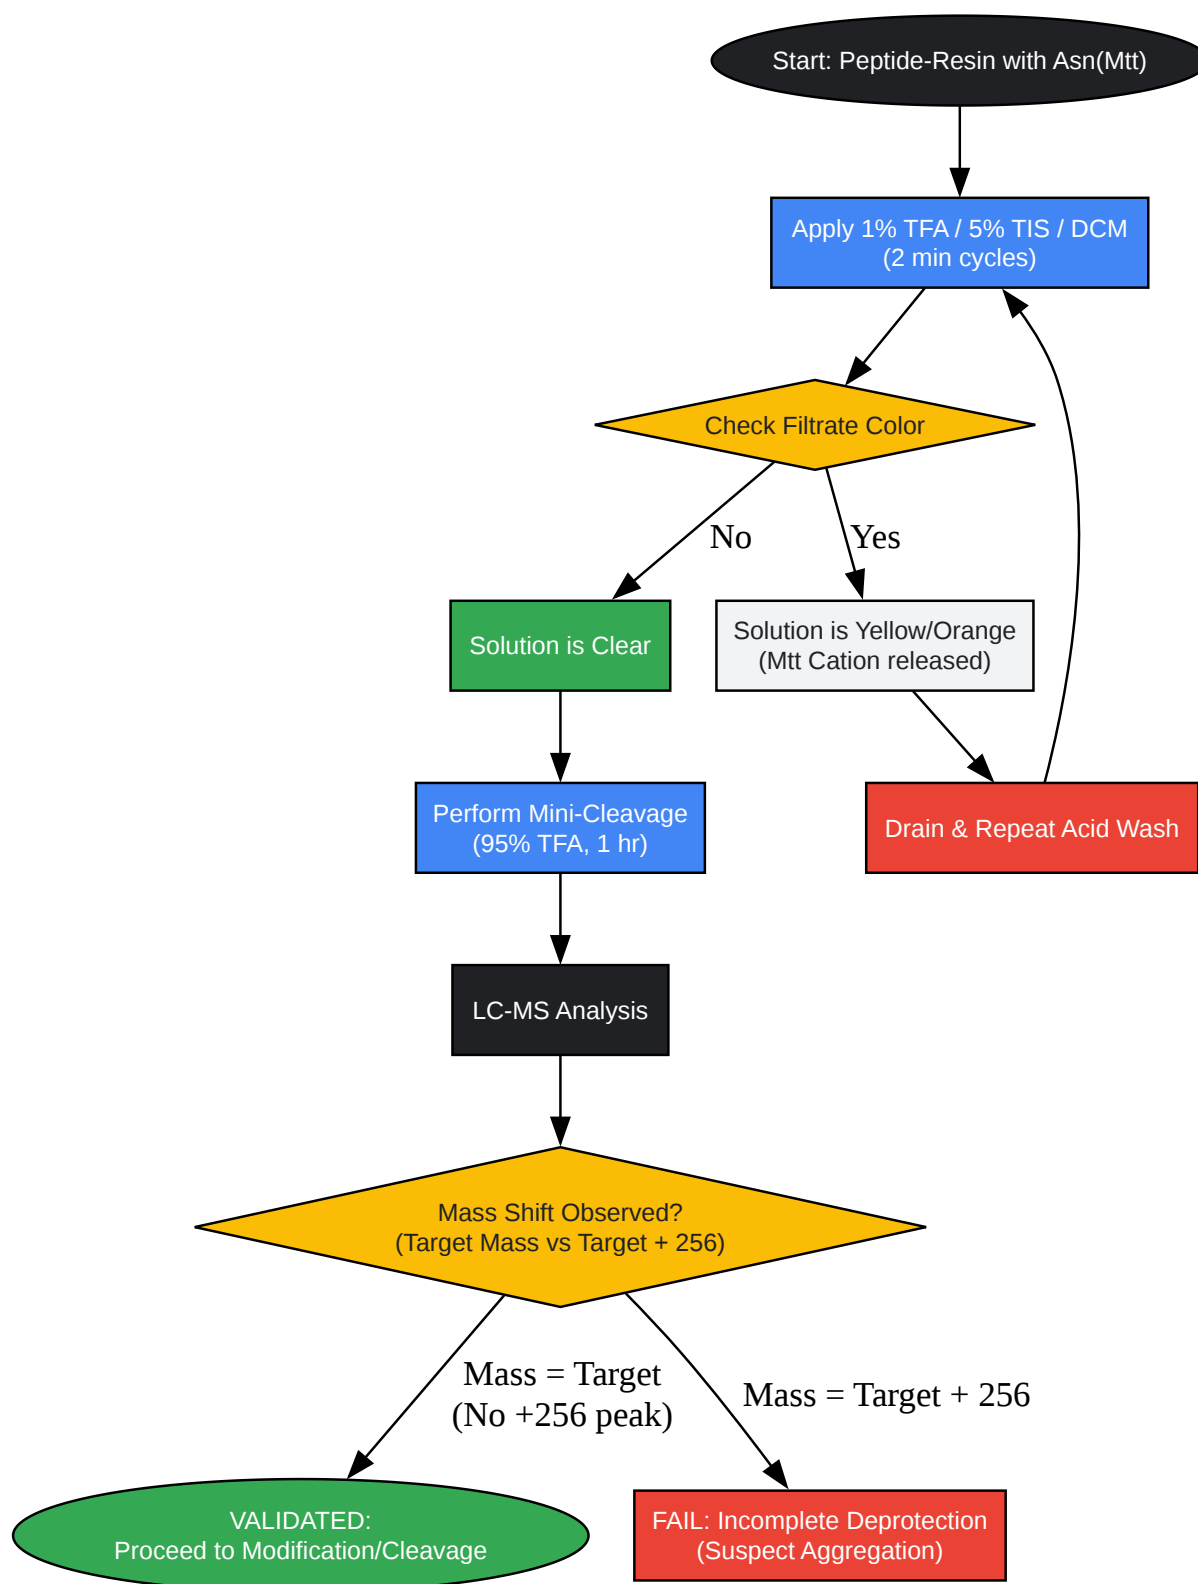 Start: Peptide-Resin with Asn(Mtt)
Apply 1% TFA / 5% TIS / DCM
(2 min cycles)
Check Filtrate Color
No
Yes
Solution is Clear
Solution is Yellow/Orange
(Mtt Cation released)
Perform Mini-Cleavage
(95% TFA, 1 hr)
Drain & Repeat Acid Wash
LC-MS Analysis
Mass Shift Observed?
(Target Mass vs Target + 256)
Mass = Target
(No +256 peak)
Mass = Target + 256
VALIDATED:
Proceed to Modification/Cleavage
FAIL: Incomplete Deprotection
(Suspect Aggregation)